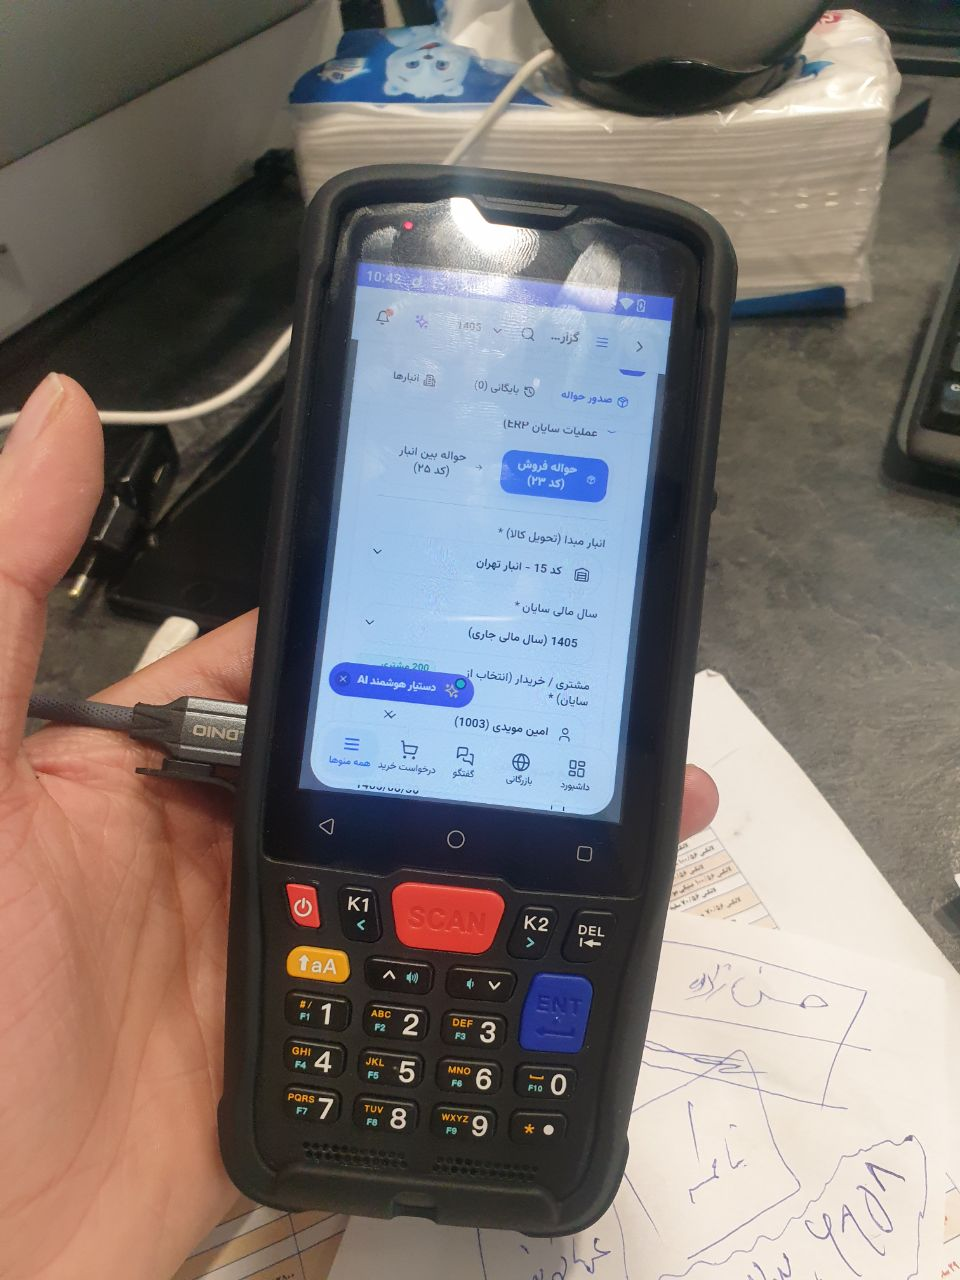 10:42
گزار...
1405
صدور حواله
بایگانی (0)
انبارها
عملیات سایان ERP)
حواله فروش
(کد ۲۳)
حواله بین انبار
(کد ۲۵)
انبار مبدا (تحویل کالا) *
کد 15 - انبار تهران
سال مالی سایان *
1405 (سال مالی جاری)
مشتری / خریدار (انتخاب از
سایان) *
200 مشتری
دستیار هوشمند AI
امین مویدی (1003)
داشبورد
بازرگانی
گفتگو
درخواست خرید
همه منوها
LDNIO
K1
SCAN
K2
DEL
aA
ENT
#/ F1 1
ABC F2 2
DEF F3 3
GHI F4 4
JKL F5 5
MNO F6 6
F10 0
PQRS F7 7
TUV F8 8
WXYZ F9 9
*